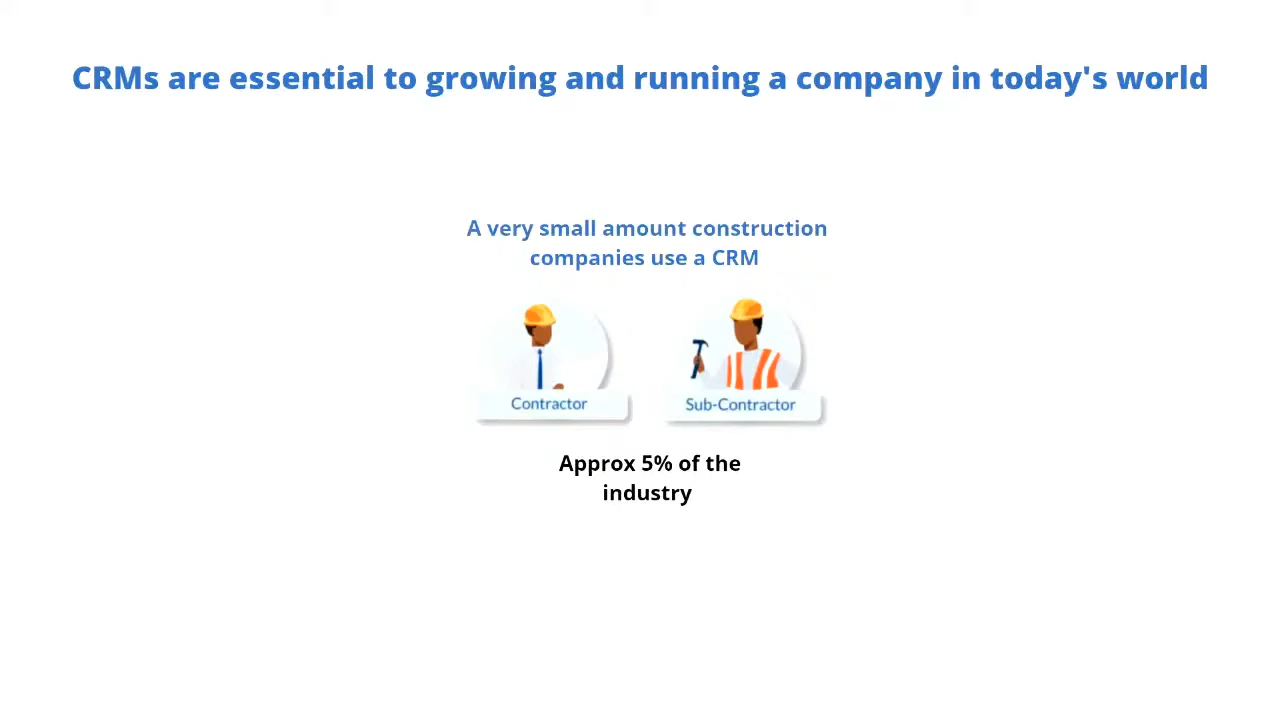 CRMs are essential to growing and running a company in today's world
A very small amount construction
companies use a CRM
Contractor
Sub-Contractor
Approx 5% of the
industry